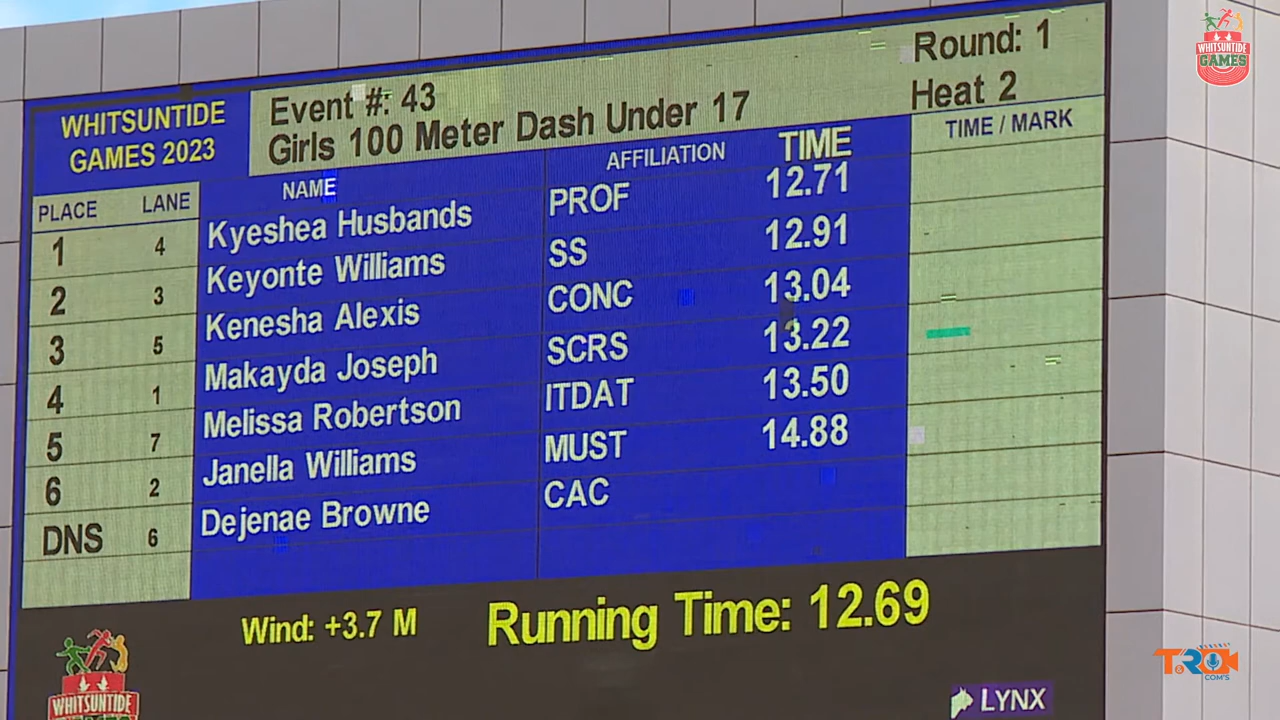 WHITSUNTIDE
GAMES
WHITSUNTIDE
GAMES 2023
Event #: 43
Girls 100 Meter Dash Under 17
Round: 1
Heat 2
PLACE LANE NAME AFFILIATION TIME TIME / MARK
1 4 Kyeshea Husbands PROF 12.71
2 3 Keyonte Williams SS 12.91
3 5 Kenesha Alexis CONC 13.04
4 1 Makayda Joseph SCRS 13.22
5 7 Melissa Robertson ITDAT 13.50
6 2 Janella Williams MUST 14.88
DNS 6 Dejenae Browne CAC
Wind: +3.7 M Running Time: 12.69
WHITSUNTIDE
LYNX
T&RO
COM'S